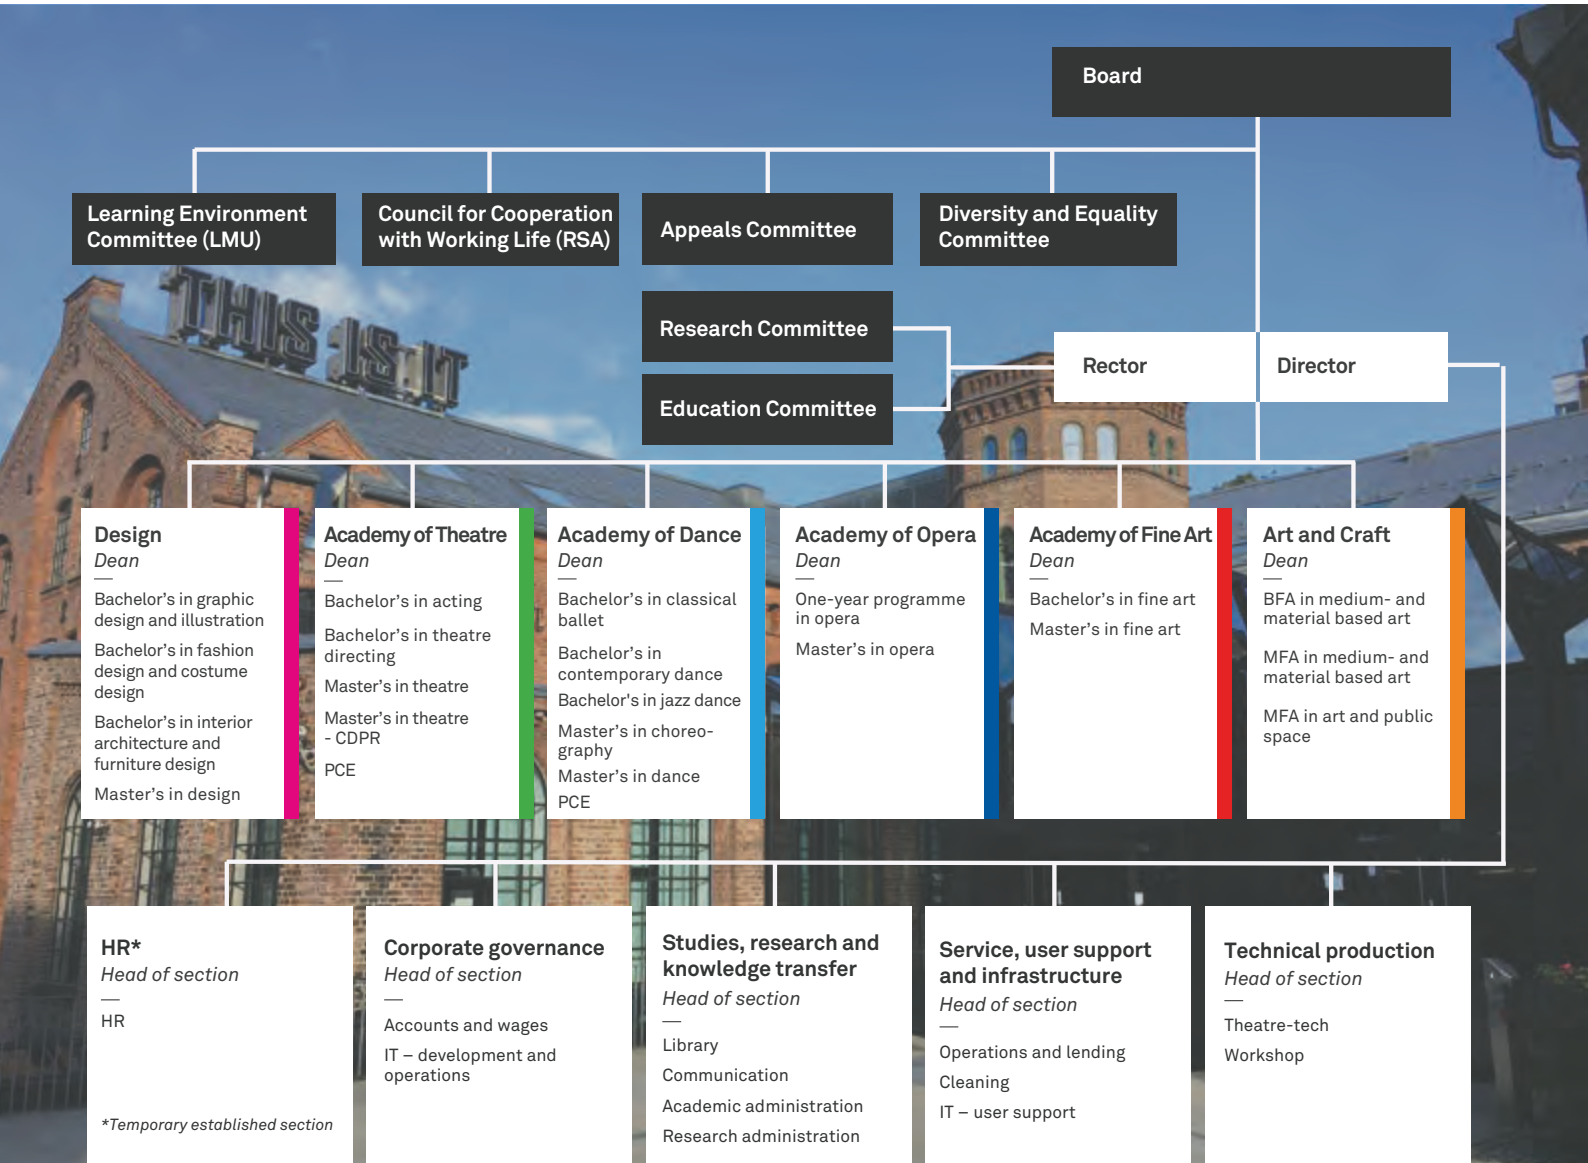 Board
Learning Environment
Committee (LMU)
Council for Cooperation
with Working Life (RSA)
Appeals Committee
Diversity and Equality
Committee
Research Committee
Education Committee
THIS IS IT
Rector
Director
Design
Dean
—
Bachelor's in graphic
design and illustration
Bachelor's in fashion
design and costume
design
Bachelor's in interior
architecture and
furniture design
Master's in design
Academy of Theatre
Dean
—
Bachelor's in acting
Bachelor's in theatre
directing
Master's in theatre
Master's in theatre
- CDPR
PCE
Academy of Dance
Dean
—
Bachelor's in classical
ballet
Bachelor's in
contemporary dance
Bachelor's in jazz dance
Master's in choreo-
graphy
Master's in dance
PCE
Academy of Opera
Dean
—
One-year programme
in opera
Master's in opera
Academy of Fine Art
Dean
—
Bachelor's in fine art
Master's in fine art
Art and Craft
Dean
—
BFA in medium- and
material based art
MFA in medium- and
material based art
MFA in art and public
space
HR*
Head of section
—
HR
*Temporary established section
Corporate governance
Head of section
—
Accounts and wages
IT – development and
operations
Studies, research and
knowledge transfer
Head of section
—
Library
Communication
Academic administration
Research administration
Service, user support
and infrastructure
Head of section
—
Operations and lending
Cleaning
IT – user support
Technical production
Head of section
—
Theatre-tech
Workshop